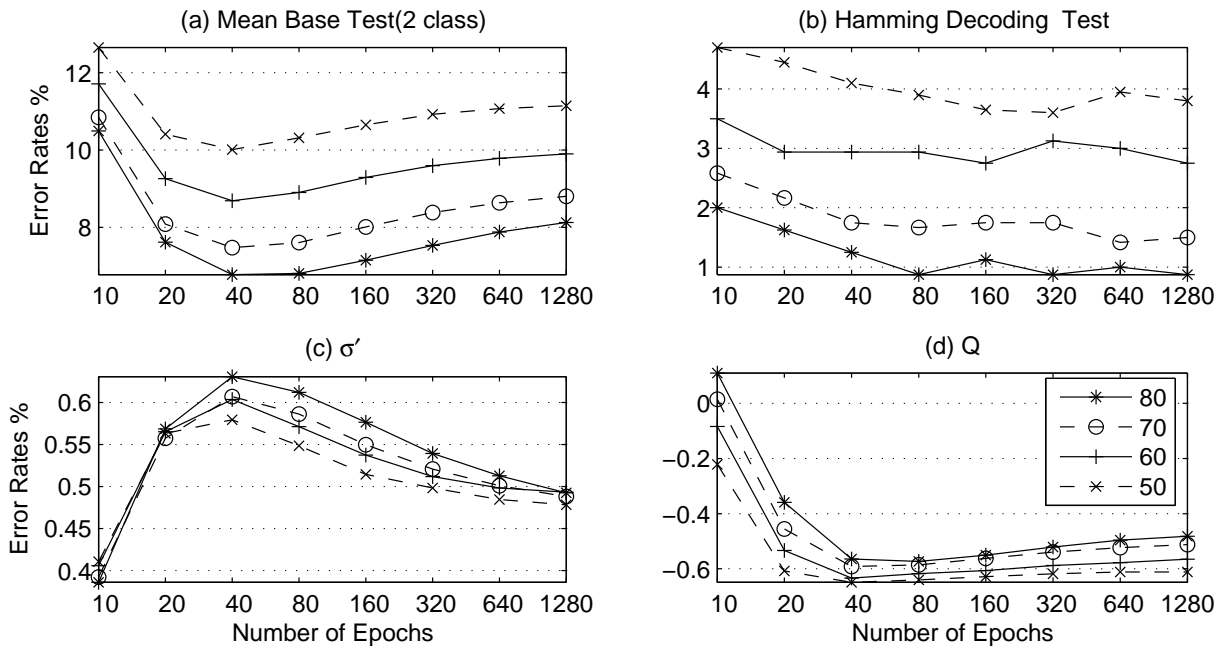 (a) Mean Base Test(2 class)
Error Rates %
12
10
8
10 20 40 80 160 320 640 1280
(b) Hamming Decoding Test
4
3
2
1
10 20 40 80 160 320 640 1280
(c) σ′
Error Rates %
0.6
0.55
0.5
0.45
0.4
10 20 40 80 160 320 640 1280
Number of Epochs
(d) Q
0
−0.2
−0.4
−0.6
10 20 40 80 160 320 640 1280
Number of Epochs
80
70
60
50